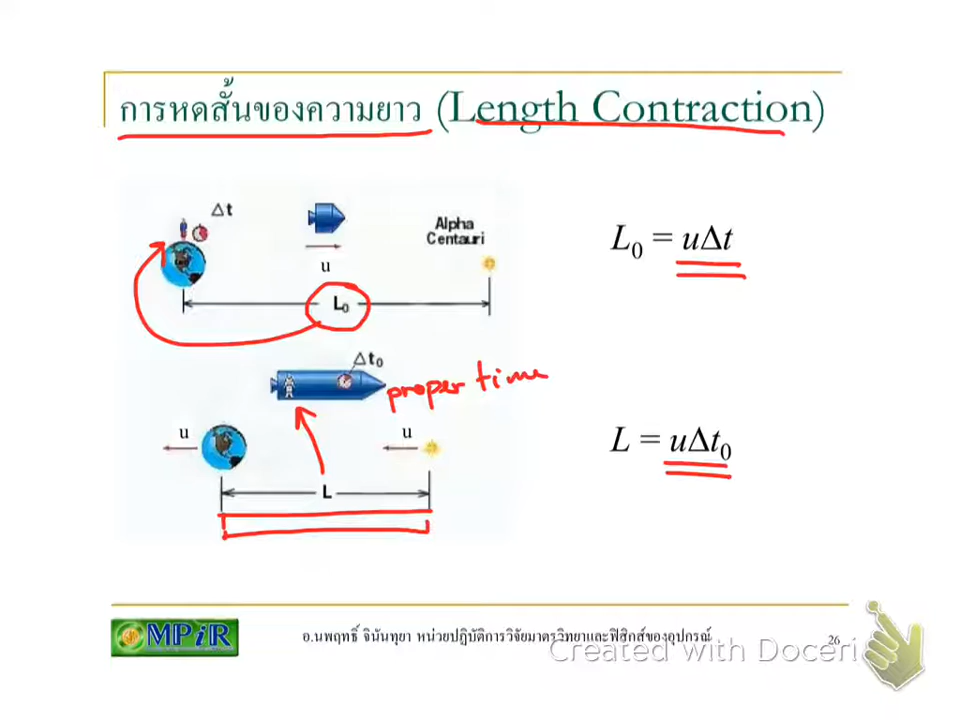 การหดสั้นของความยาว (Length Contraction)
Δt
u
Alpha
Centauri
L₀
L₀ = uΔt
Δt₀
proper time
u
u
L
L = uΔt₀
MPiR
อ.นพฤทธิ์ จินันทุยา หน่วยปฏิบัติการวิจัยมาตรวิทยาและฟิสิกส์ของอุปกรณ์
26
Created with Doceri